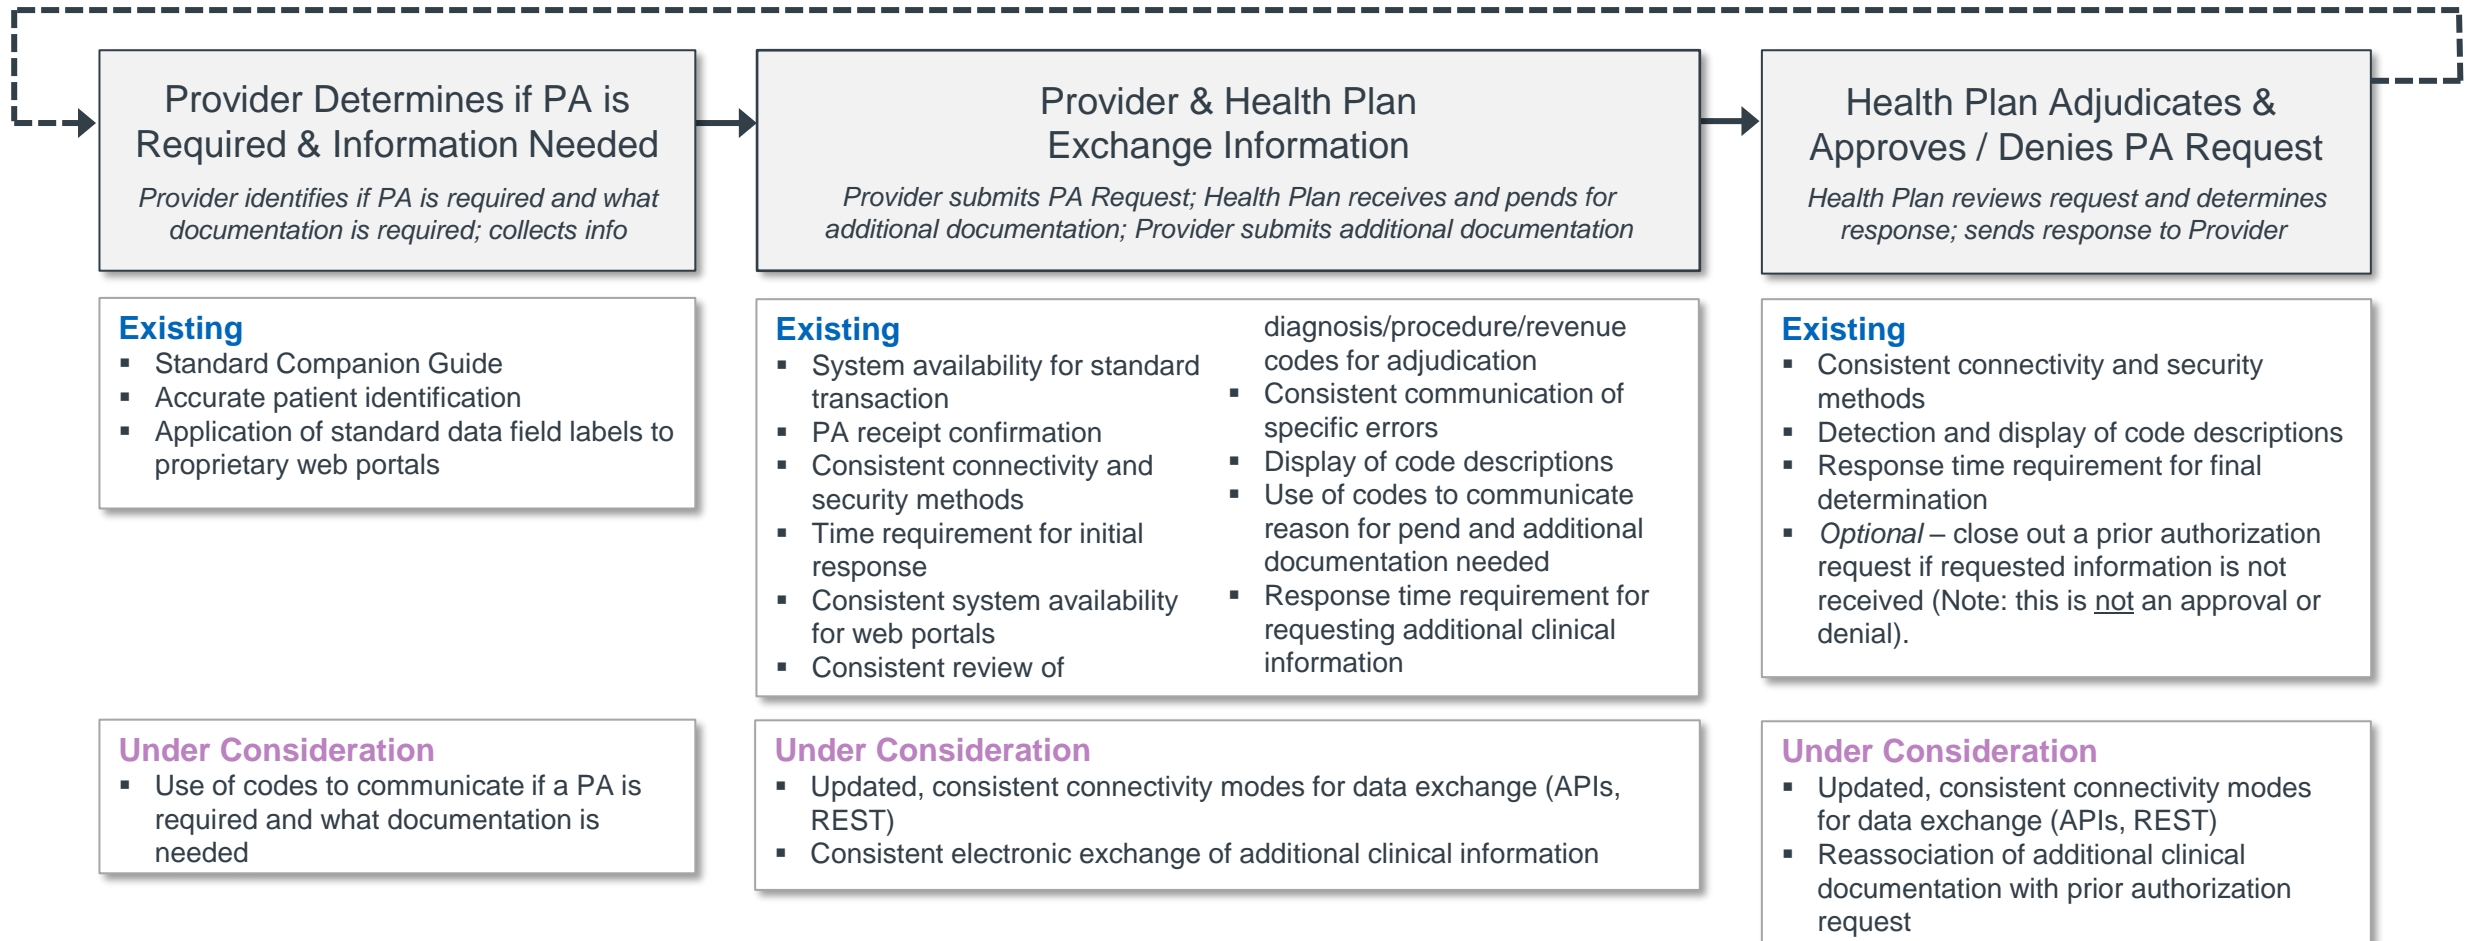 Provider Determines if PA is
Required & Information Needed
Provider identifies if PA is required and what
documentation is required; collects info
Provider & Health Plan
Exchange Information
Provider submits PA Request; Health Plan receives and pends for
additional documentation; Provider submits additional documentation
Health Plan Adjudicates &
Approves / Denies PA Request
Health Plan reviews request and determines
response; sends response to Provider
Existing
▪ Standard Companion Guide
▪ Accurate patient identification
▪ Application of standard data field labels to
proprietary web portals
Existing
▪ System availability for standard
transaction
▪ PA receipt confirmation
▪ Consistent connectivity and
security methods
▪ Time requirement for initial
response
▪ Consistent system availability
for web portals
▪ Consistent review of
diagnosis/procedure/revenue
codes for adjudication
▪ Consistent communication of
specific errors
▪ Display of code descriptions
▪ Use of codes to communicate
reason for pend and additional
documentation needed
▪ Response time requirement for
requesting additional clinical
information
Existing
▪ Consistent connectivity and security
methods
▪ Detection and display of code descriptions
▪ Response time requirement for final
determination
▪ Optional – close out a prior authorization
request if requested information is not
received (Note: this is not an approval or
denial).
Under Consideration
▪ Use of codes to communicate if a PA is
required and what documentation is
needed
Under Consideration
▪ Updated, consistent connectivity modes for data exchange (APIs,
REST)
▪ Consistent electronic exchange of additional clinical information
Under Consideration
▪ Updated, consistent connectivity modes
for data exchange (APIs, REST)
▪ Reassociation of additional clinical
documentation with prior authorization
request